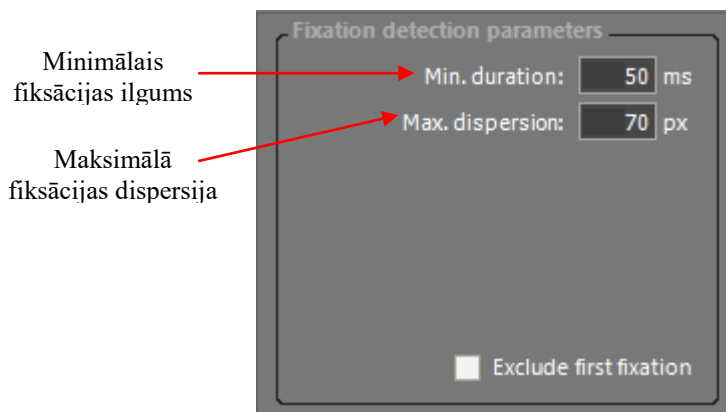 Fixation detection parameters
Minimālais
fiksācijas ilgums
Min. duration: 50 ms
Max. dispersion: 70 px
Maksimālā
fiksācijas dispersija
Exclude first fixation